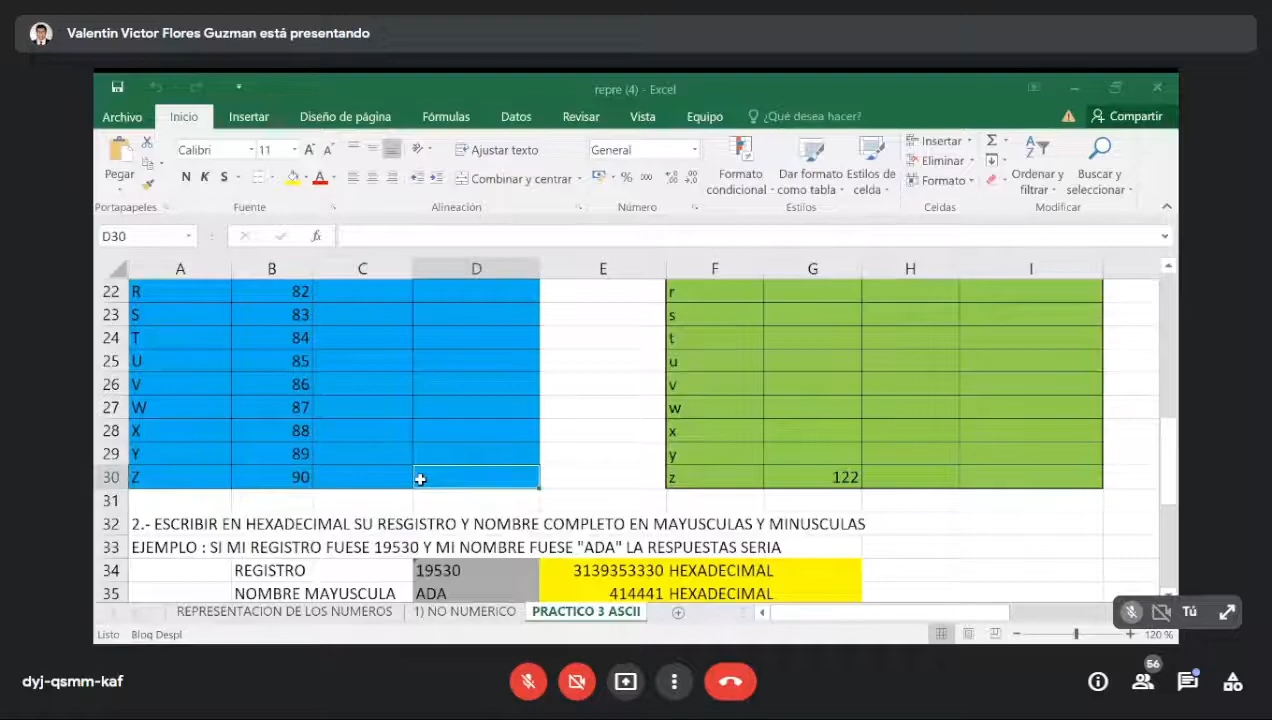 Valentin Victor Flores Guzman está presentando
repre (4) - Excel
Archivo Inicio Insertar Diseño de página Fórmulas Datos Revisar Vista Equipo ¿Qué desea hacer? Compartir
Pegar
Calibri 11
N K S
Ajustar texto
Combinar y centrar
General
% 000
Formato condicional
Dar formato como tabla
Estilos de celda
Insertar
Eliminar
Formato
Ordenar y filtrar
Buscar y seleccionar
Portapapeles Fuente Alineación Número Estilos Celdas Modificar
D30 fx
A B C D E F G H I
22 R 82 r
23 S 83 s
24 T 84 t
25 U 85 u
26 V 86 v
27 W 87 w
28 X 88 x
29 Y 89 y
30 Z 90 z 122
31
32 2.- ESCRIBIR EN HEXADECIMAL SU RESGISTRO Y NOMBRE COMPLETO EN MAYUSCULAS Y MINUSCULAS
33 EJEMPLO : SI MI REGISTRO FUESE 19530 Y MI NOMBRE FUESE "ADA" LA RESPUESTAS SERIA
34 REGISTRO 19530 3139353330 HEXADECIMAL
35 NOMBRE MAYUSCULA ADA 414441 HEXADECIMAL
REPRESENTACION DE LOS NUMEROS 1) NO NUMERICO PRACTICO 3 ASCII
Tú
Listo Bloq Despl 120 %
dyj-qsmm-kaf
56